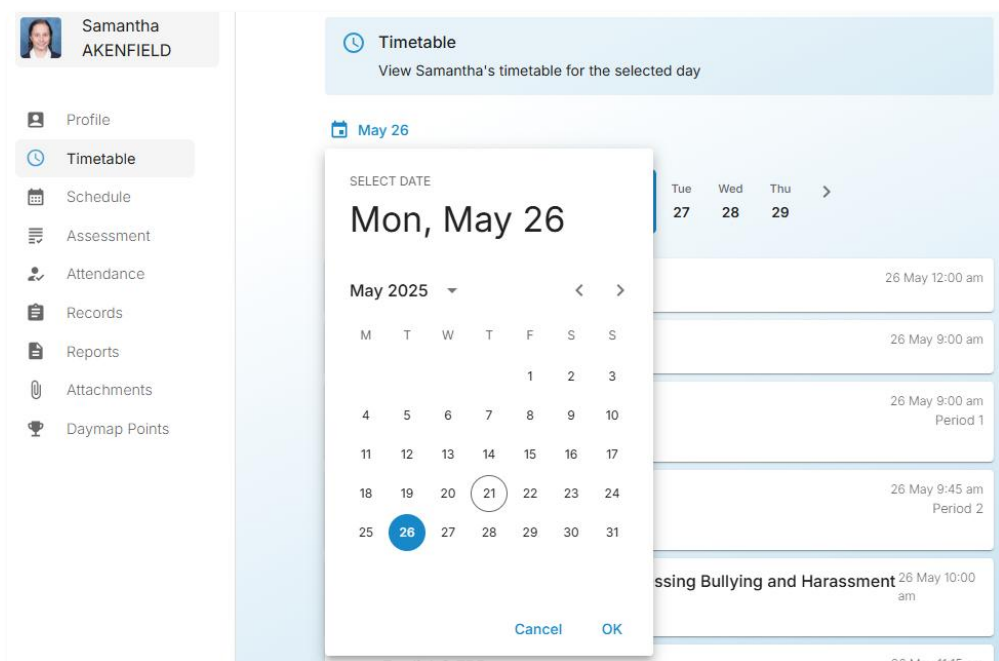 Samantha
AKENFIELD
Profile
Timetable
Schedule
Assessment
Attendance
Records
Reports
Attachments
Daymap Points
Timetable
View Samantha's timetable for the selected day
May 26
SELECT DATE
Mon, May 26
May 2025
M T W T F S S
1 2 3
4 5 6 7 8 9 10
11 12 13 14 15 16 17
18 19 20 21 22 23 24
25 26 27 28 29 30 31
Cancel OK
Tue Wed Thu
27 28 29
26 May 12:00 am
26 May 9:00 am
26 May 9:00 am
Period 1
26 May 9:45 am
Period 2
ssing Bullying and Harassment 26 May 10:00
am